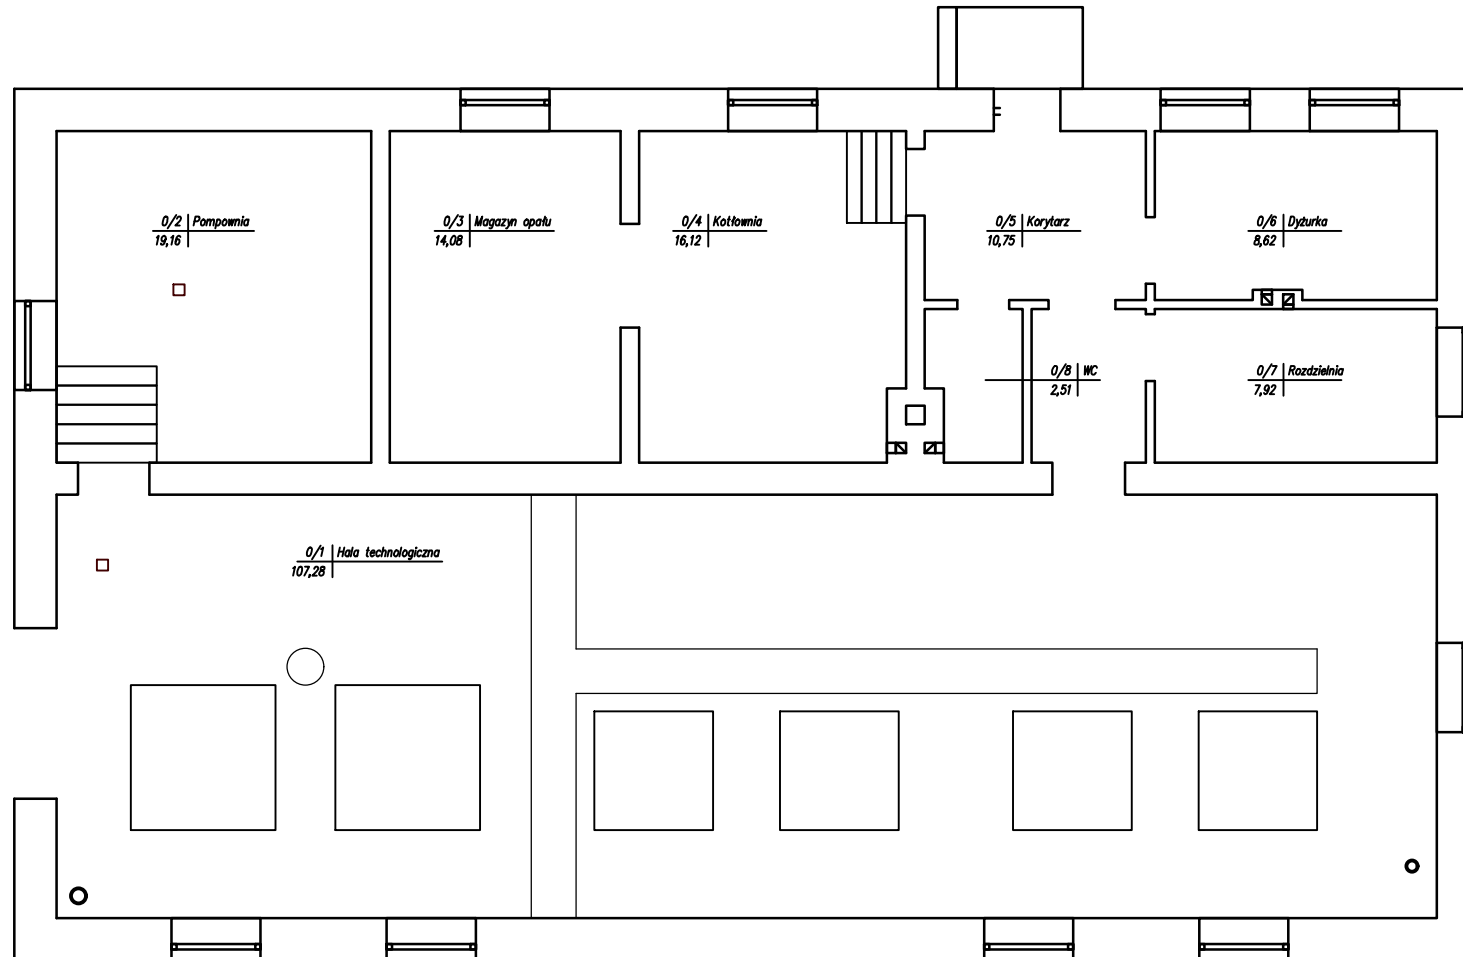 0/2 Pompownia
19,16
0/3 Magazyn opału
14,08
0/4 Kotłownia
16,12
0/5 Korytarz
10,75
0/6 Dyżurka
8,62
0/8 WC
2,51
0/7 Rozdzielnia
7,92
0/1 Hala technologiczna
107,28